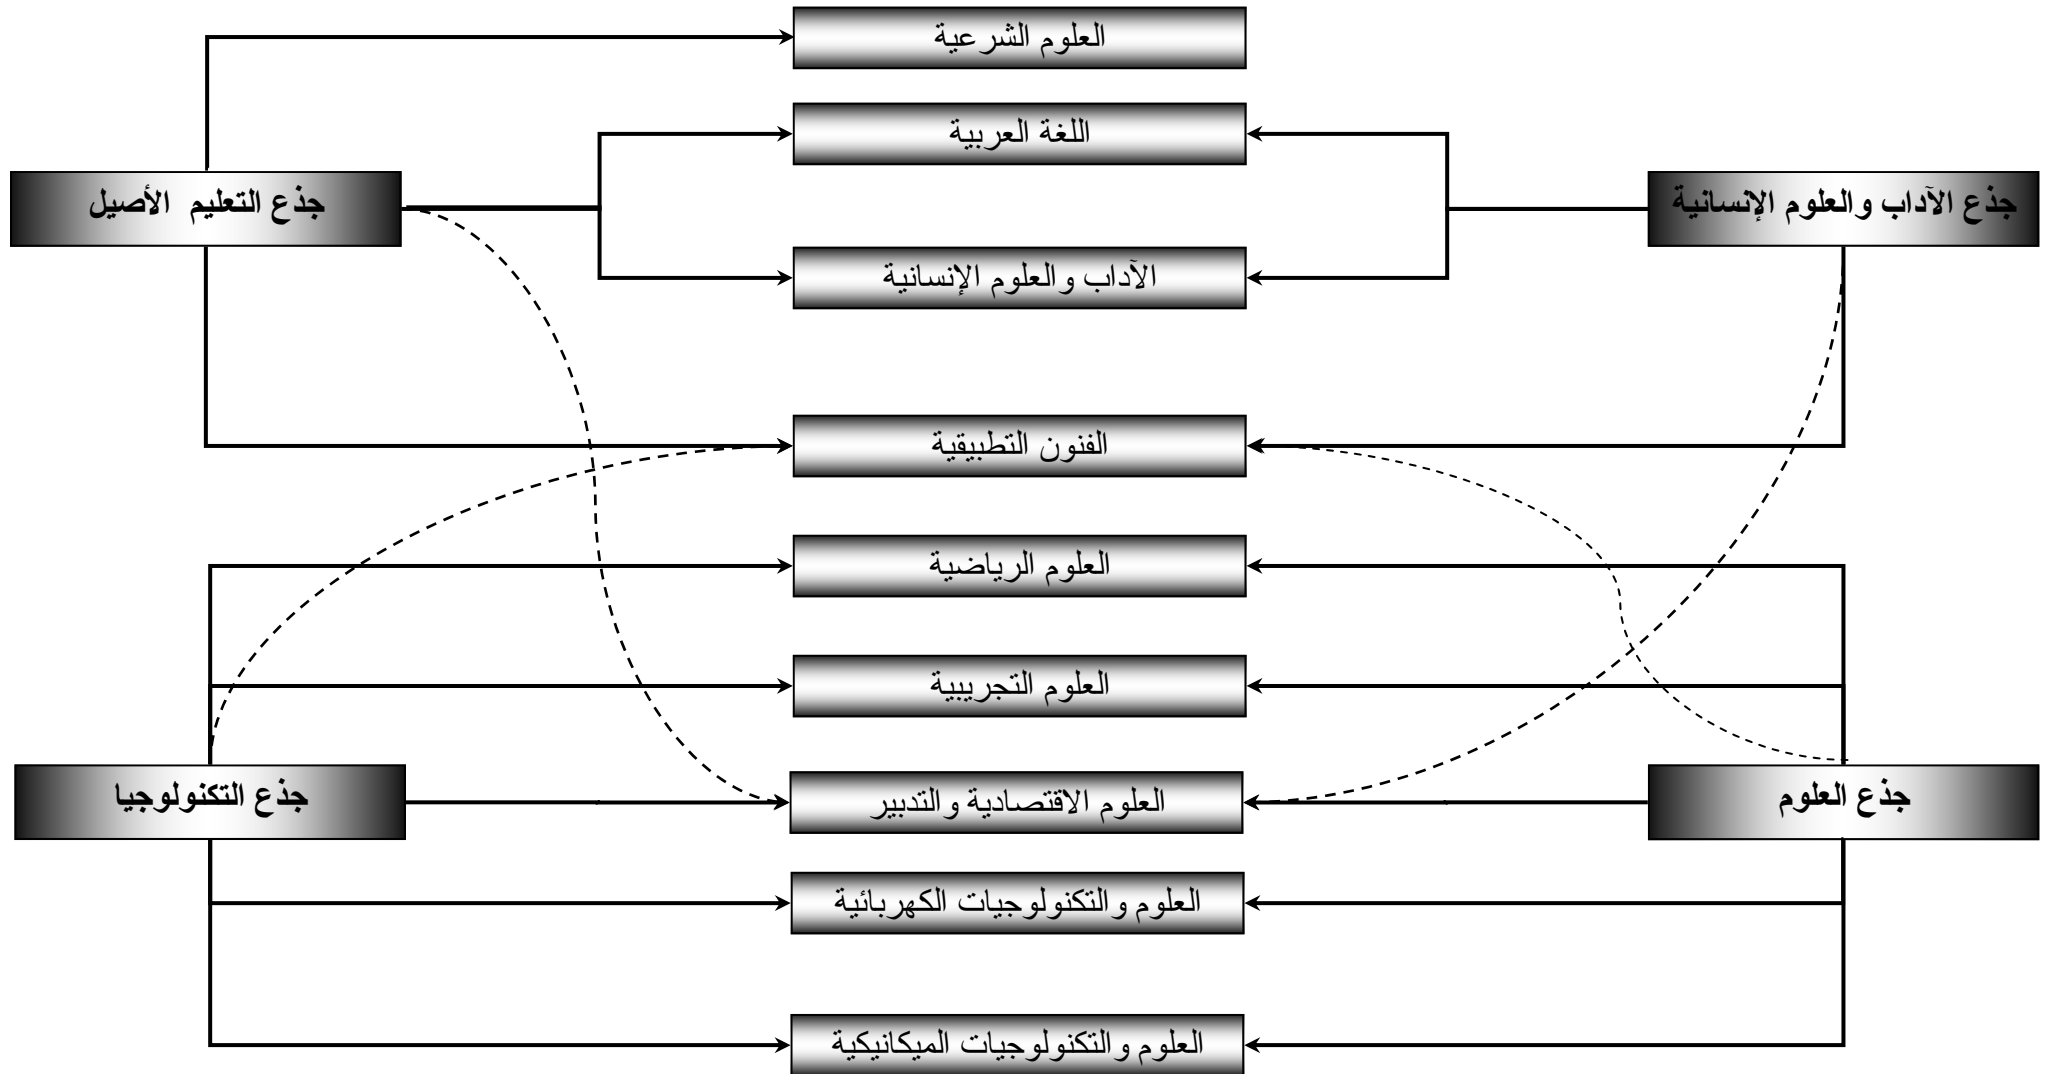 العلوم الشرعية
اللغة العربية
جذع الآداب والعلوم الإنسانية
جذع التعليم الأصيل
الآداب والعلوم الإنسانية
الفنون التطبيقية
العلوم الرياضية
العلوم التجريبية
جذع العلوم
العلوم الاقتصادية والتدبير
جذع التكنولوجيا
العلوم والتكنولوجيات الكهربائية
العلوم والتكنولوجيات الميكانيكية